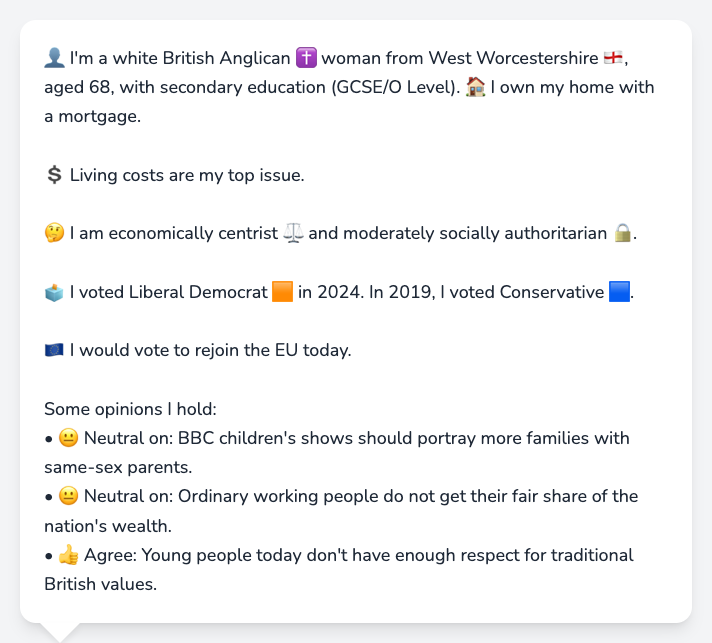 👤 I'm a white British Anglican ✝️ woman from West Worcestershire 🏴󠁧󠁢󠁥󠁮󠁧󠁿,
aged 68, with secondary education (GCSE/O Level). 🏠 I own my home with
a mortgage.
💲 Living costs are my top issue.
🤔 I am economically centrist ⚖️ and moderately socially authoritarian 🔒.
🗳️ I voted Liberal Democrat 🟧 in 2024. In 2019, I voted Conservative 🟦.
🇪🇺 I would vote to rejoin the EU today.
Some opinions I hold:
• 😐 Neutral on: BBC children's shows should portray more families with
same-sex parents.
• 😐 Neutral on: Ordinary working people do not get their fair share of the
nation's wealth.
• 👍 Agree: Young people today don't have enough respect for traditional
British values.